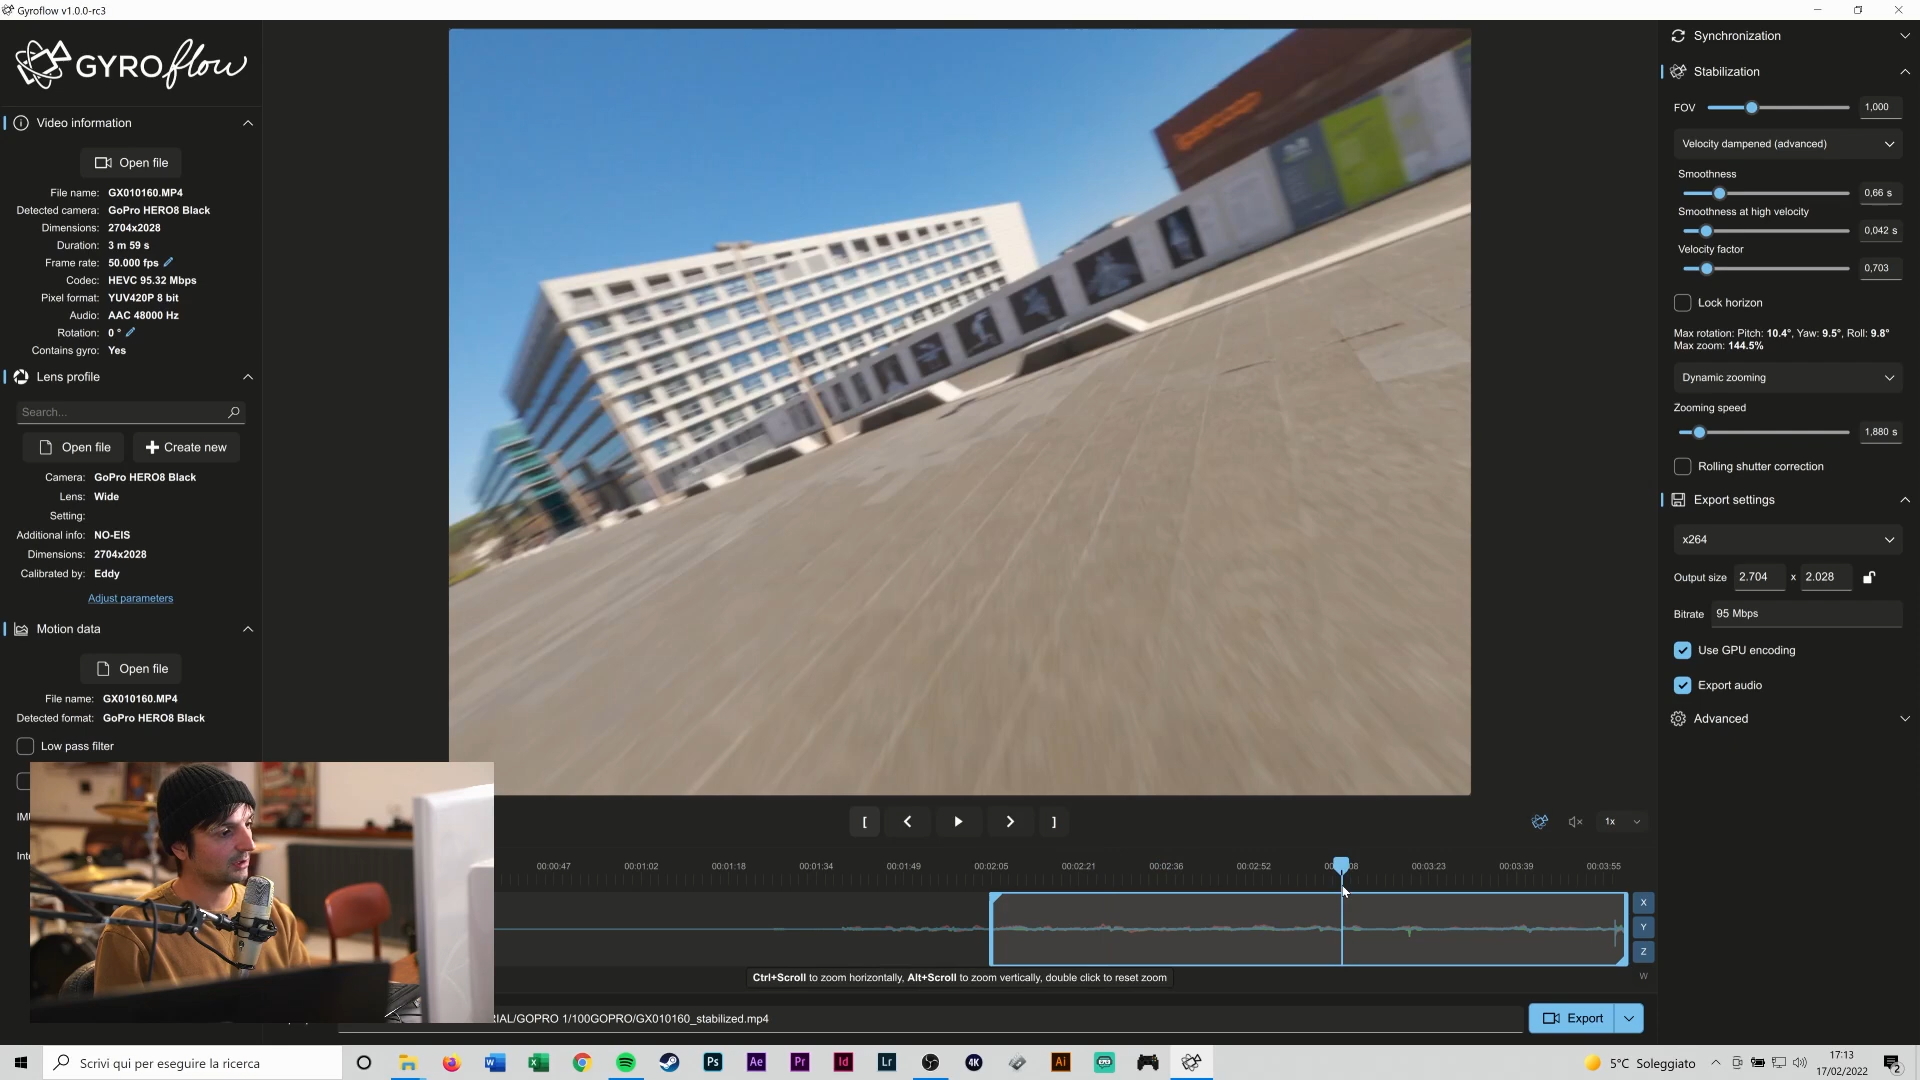 Gyroflow v1.0.0-rc3
GYROflow
Video information
Open file
File name: GX010160.MP4
Detected camera: GoPro HERO8 Black
Dimensions: 2704x2028
Duration: 3 m 59 s
Frame rate: 50.000 fps
Codec: HEVC 95.32 Mbps
Pixel format: YUV420P 8 bit
Audio: AAC 48000 Hz
Rotation: 0 °
Contains gyro: Yes
Lens profile
Search...
Open file
Create new
Camera: GoPro HERO8 Black
Lens: Wide
Setting:
Additional info: NO-EIS
Dimensions: 2704x2028
Calibrated by: Eddy
Adjust parameters
Motion data
Open file
File name: GX010160.MP4
Detected format: GoPro HERO8 Black
Low pass filter
IMU
Inte
[
]
1x
00:00:47
00:01:02
00:01:18
00:01:34
00:01:49
00:02:05
00:02:21
00:02:36
00:02:52
00:03:23
00:03:39
00:03:55
X
Y
Z
W
Ctrl+Scroll to zoom horizontally, Alt+Scroll to zoom vertically, double click to reset zoom
RIAL/GOPRO 1/100GOPRO/GX010160_stabilized.mp4
Export
Synchronization
Stabilization
FOV 1,000
Velocity dampened (advanced)
Smoothness
0,66 s
Smoothness at high velocity
0,042 s
Velocity factor
0,703
Lock horizon
Max rotation: Pitch: 10.4°, Yaw: 9.5°, Roll: 9.8°
Max zoom: 144.5%
Dynamic zooming
Zooming speed
1,880 s
Rolling shutter correction
Export settings
x264
Output size 2.704 x 2.028
Bitrate 95 Mbps
Use GPU encoding
Export audio
Advanced
Scrivi qui per eseguire la ricerca
Ps
Ae
Pr
Id
Lr
4K
Ai
5°C Soleggiato
17:13
17/02/2022
2